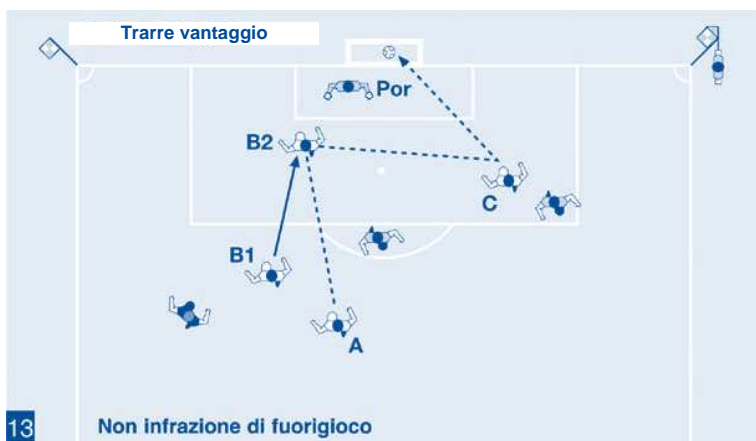 Trarre vantaggio
Por
B2
C
B1
A
13 Non infrazione di fuorigioco